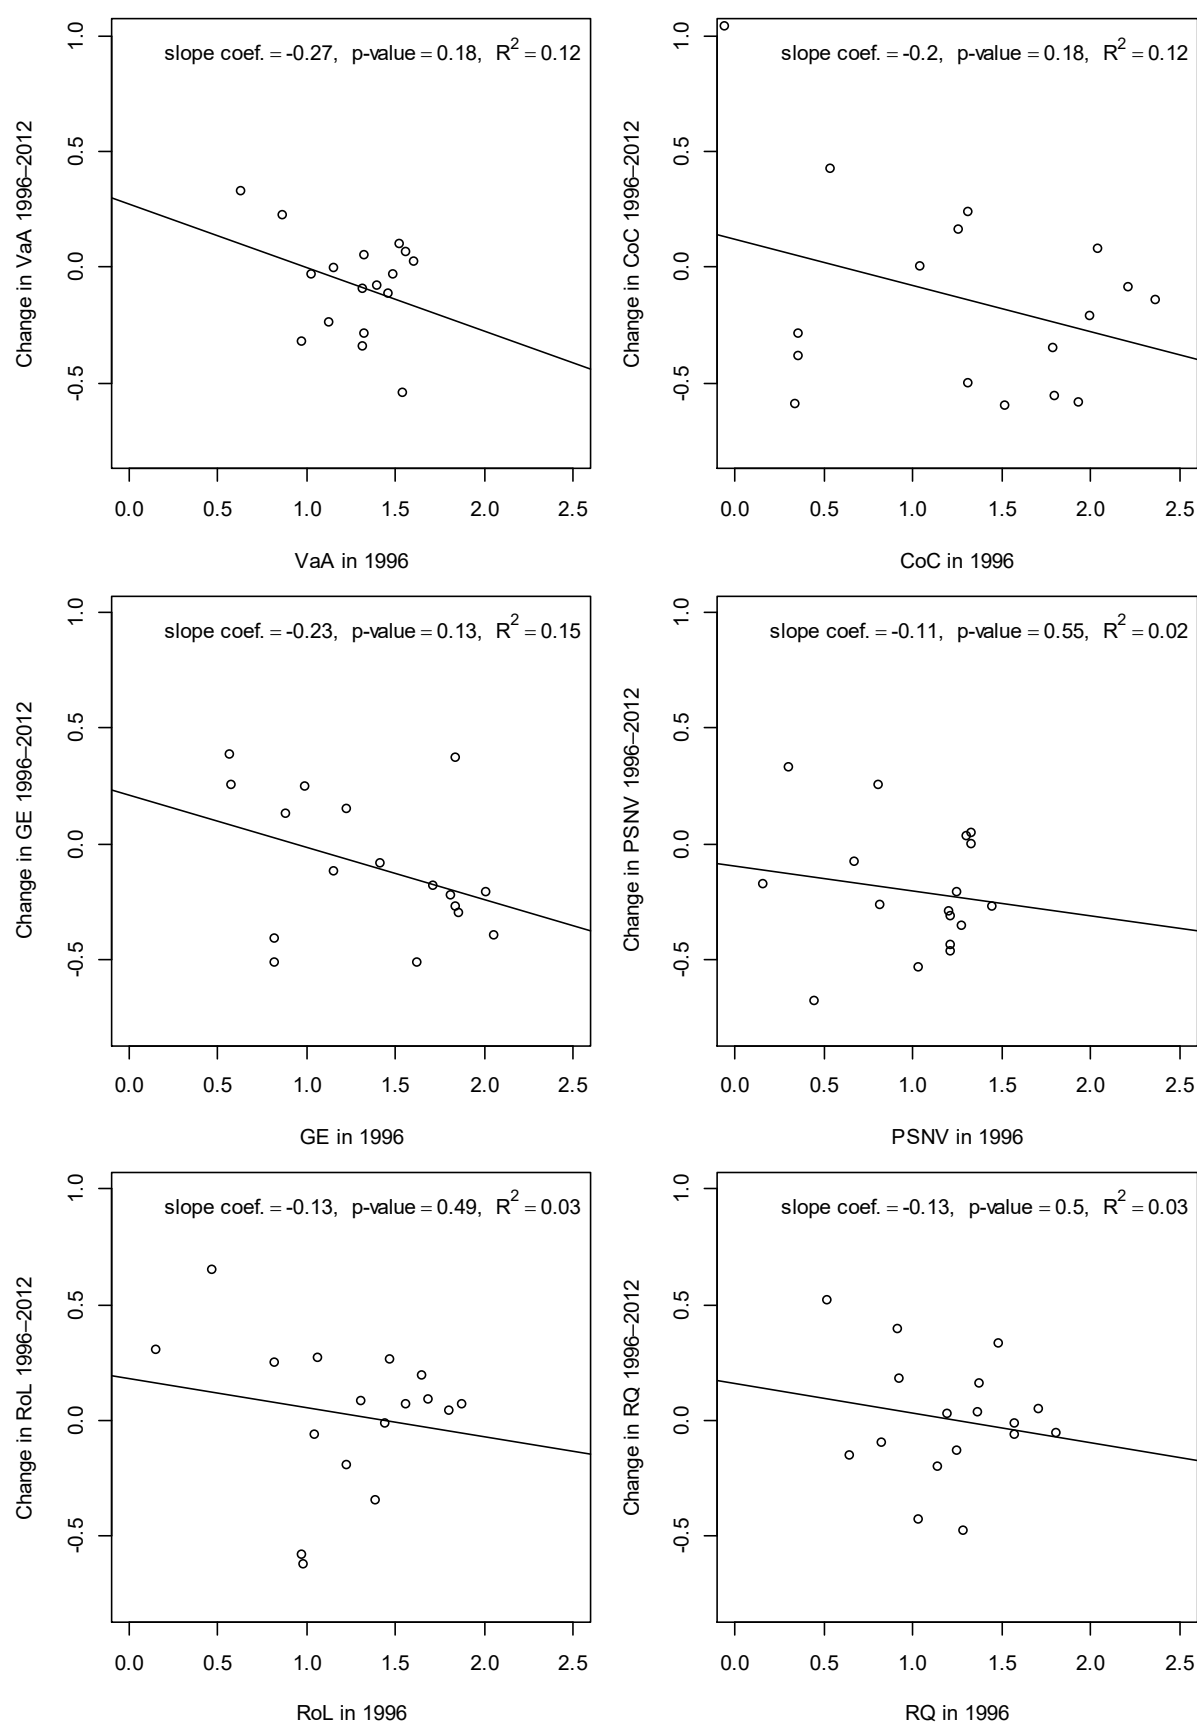 slope coef. = -0.27, p-value = 0.18, R2 = 0.12
Change in VaA 1996–2012
1.0
0.5
0.0
-0.5
0.0 0.5 1.0 1.5 2.0 2.5
VaA in 1996
slope coef. = -0.2, p-value = 0.18, R2 = 0.12
Change in CoC 1996–2012
1.0
0.5
0.0
-0.5
0.0 0.5 1.0 1.5 2.0 2.5
CoC in 1996
slope coef. = -0.23, p-value = 0.13, R2 = 0.15
Change in GE 1996–2012
1.0
0.5
0.0
-0.5
0.0 0.5 1.0 1.5 2.0 2.5
GE in 1996
slope coef. = -0.11, p-value = 0.55, R2 = 0.02
Change in PSNV 1996–2012
1.0
0.5
0.0
-0.5
0.0 0.5 1.0 1.5 2.0 2.5
PSNV in 1996
slope coef. = -0.13, p-value = 0.49, R2 = 0.03
Change in RoL 1996–2012
1.0
0.5
0.0
-0.5
0.0 0.5 1.0 1.5 2.0 2.5
RoL in 1996
slope coef. = -0.13, p-value = 0.5, R2 = 0.03
Change in RQ 1996–2012
1.0
0.5
0.0
-0.5
0.0 0.5 1.0 1.5 2.0 2.5
RQ in 1996